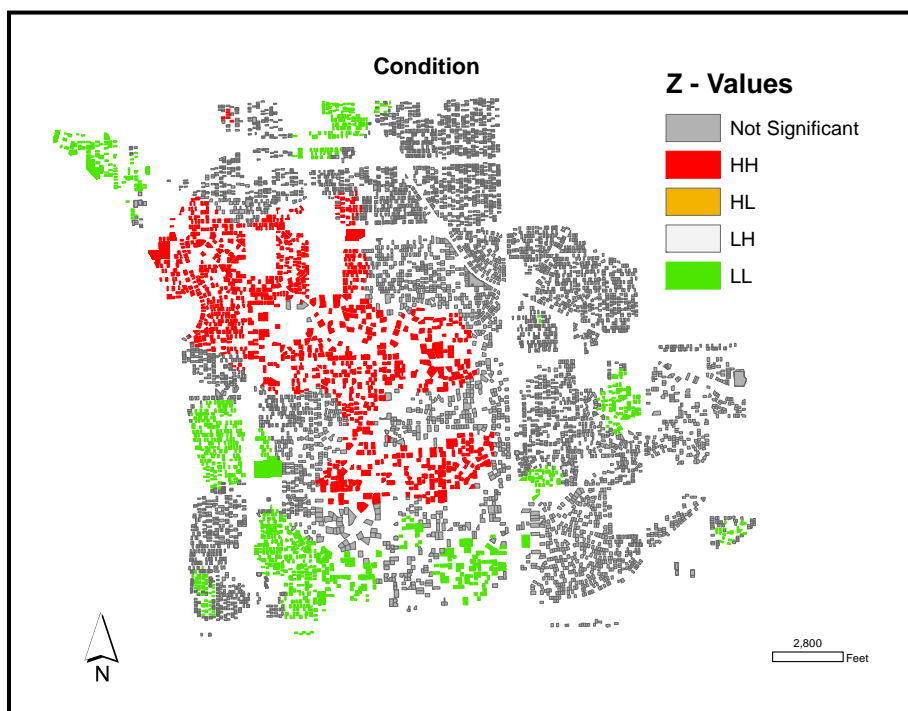 Condition
Z - Values
Not Significant
HH
HL
LH
LL
N
2,800
Feet